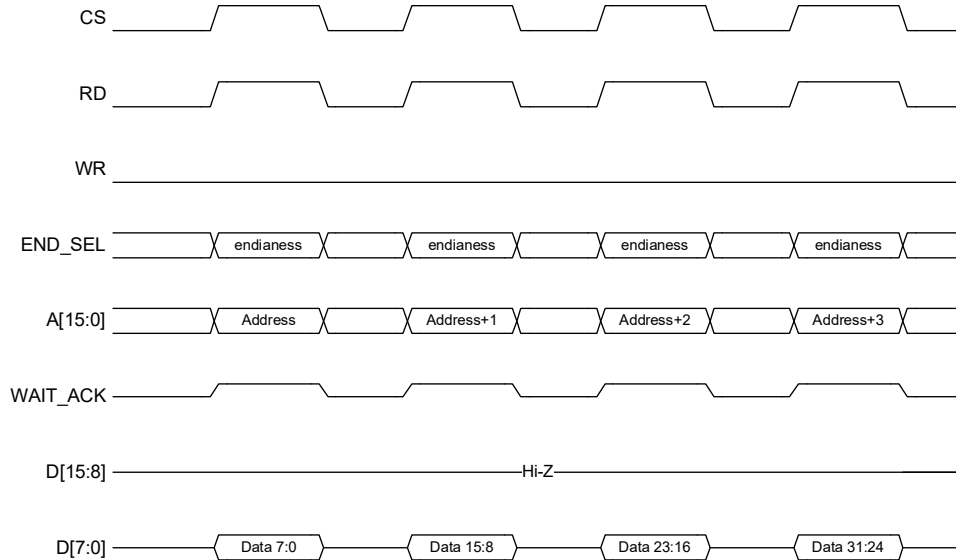 CS
RD
WR
END_SEL endianess endianess endianess endianess
A[15:0] Address Address+1 Address+2 Address+3
WAIT_ACK
D[15:8] Hi-Z
D[7:0] Data 7:0 Data 15:8 Data 23:16 Data 31:24